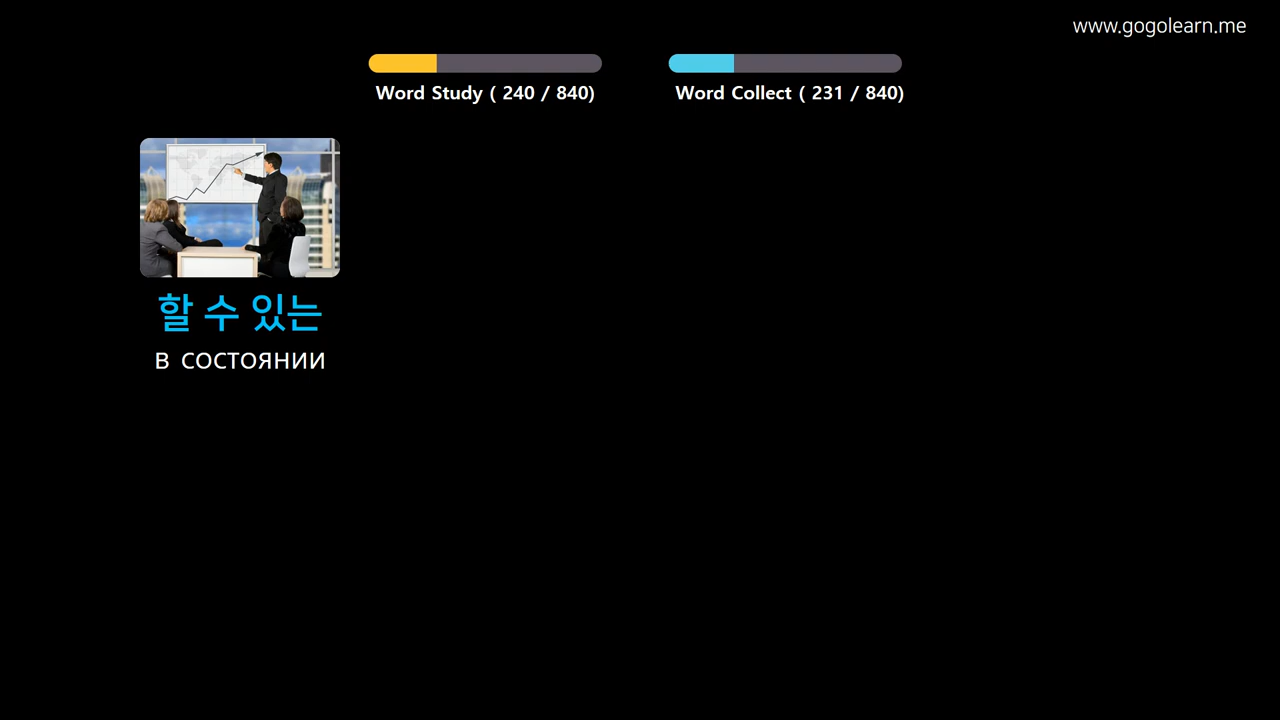 www.gogolearn.me
Word Study ( 240 / 840)
Word Collect ( 231 / 840)
할 수 있는
в состоянии